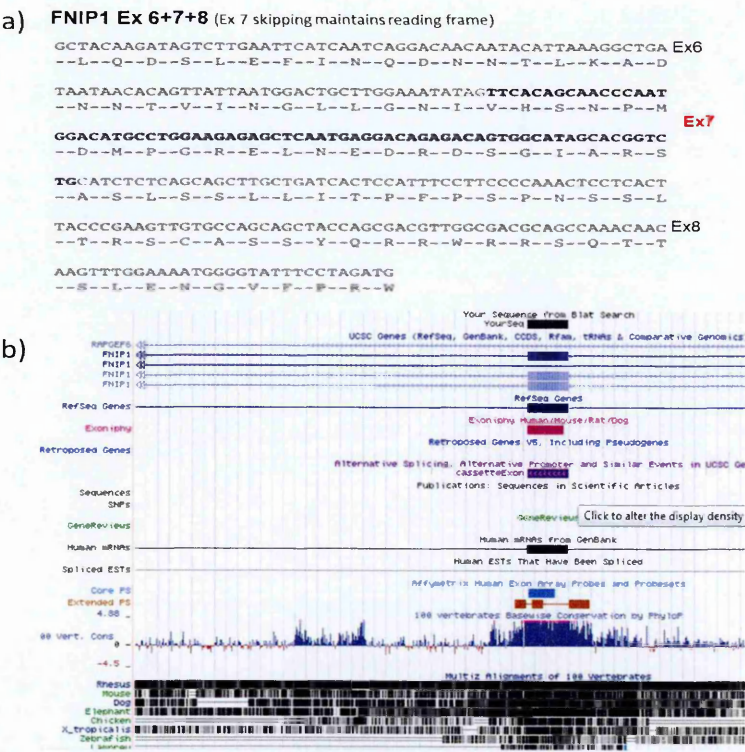 a) FNIP1 Ex 6+7+8 (Ex 7 skipping maintains reading frame)
GCTACAAGATAGTCTTGAATTCATCAATCAGGACAACAATACATTAAAGGCTGA Ex6
--L--Q--D--S--L--E--F--I--N--Q--D--N--N--T--L--K--A--D
TAATAACACAGTTATTAATGGACTGCTTGGAAATATAGTTCACAGCAACCCAAT
--N--N--T--V--I--N--G--L--L--G--N--I--V--H--S--N--P--M
Ex7
GGACATGCCTGGAAGAGAGCTCAATGAGGACAGAGACAGTGGCATAGCACGGTC
--D--M--P--G--R--E--L--N--E--D--R--D--S--G--I--A--R--S
TGCATCTCTCAGCAGCTTGCTGATCACTCCATTTCCTTCCCCAAACTCCTCACT
--A--S--L--S--S--L--L--I--T--P--F--P--S--P--N--S--S--L
TACCCGAAGTTGTGCCAGCAGCTACCAGCGACGTTGGCGACGCAGCCAAACAAC Ex8
--T--R--S--C--A--S--S--Y--Q--R--R--W--R--R--S--Q--T--T
AAGTTTGGAAAATGGGGTATTTCCTAGATG
--S--L--E--N--G--V--F--P--R--W
b)
Your Sequence from Blat Search
YourSeq
UCSC Genes (RefSeq, GenBank, CCDS, Rfam, tRNAs & Comparative Genomics
RAPGEF6
FNIP1
FNIP1
FNIP1
FNIP1
RefSeq Genes
RefSeq Genes
Exoniphy Human/Mouse/Rat/Dog
Exoniphy
Retroposed Genes V5, Including Pseudogenes
Retroposed Genes
Alternative Splicing, Alternative Promoter and Similar Events in UCSC Ge
cassetteExon
Publications: Sequences in Scientific Articles
Sequences
SNPs
GeneReviews
GeneReviews Click to alter the display density
Human mRNAs from GenBank
Human mRNAs
Human ESTs That Have Been Spliced
Spliced ESTs
Affymetrix Human Exon Array Probes and Probesets
Core PS
Extended PS
100 vertebrates Basewise Conservation by PhyloP
4.88 _
00 Vert. Cons
0
-4.5 _
Multiz Alignments of 100 Vertebrates
Rhesus
Mouse
Dog
Elephant
Chicken
X_tropicalis
Zebrafish
Lamprey